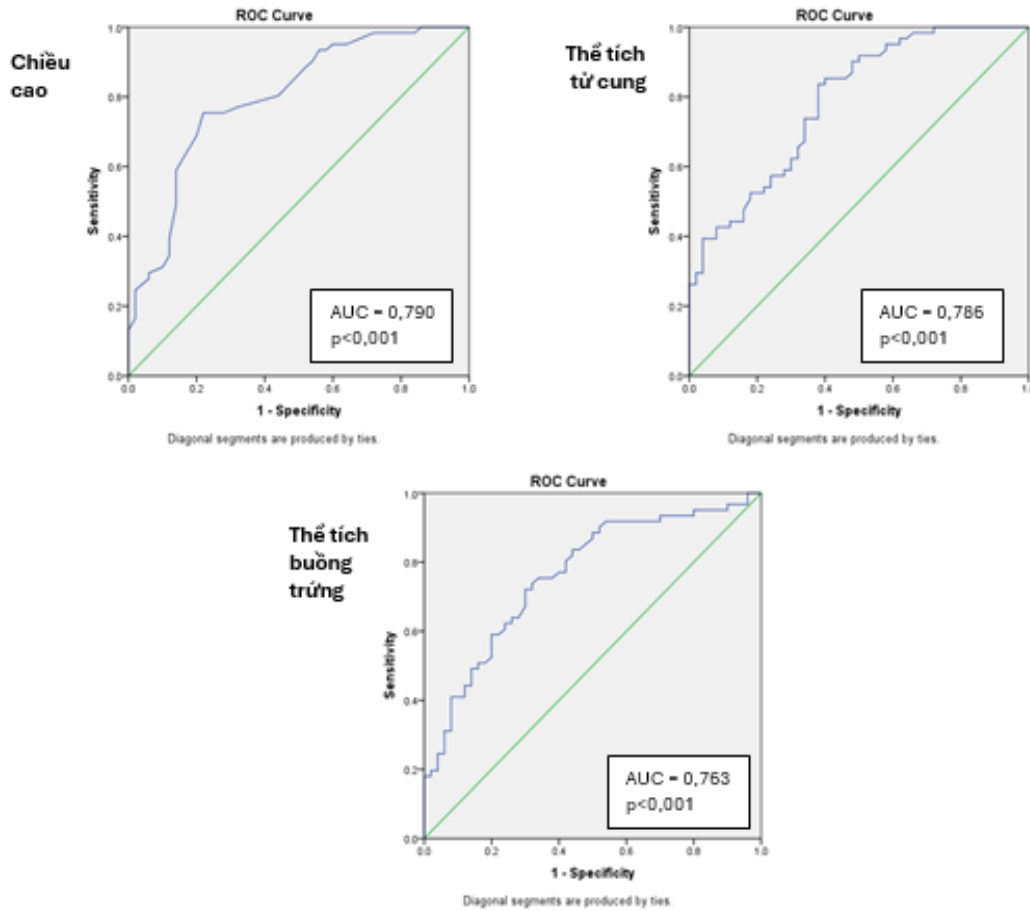 ROC Curve
Chiều
cao
1.0
0.8
0.6
0.4
0.2
0.0
Sensitivity
0.0 0.2 0.4 0.6 0.8 1.0
1 - Specificity
AUC = 0,790
p<0,001
Diagonal segments are produced by ties.
ROC Curve
Thể tích
tử cung
1.0
0.8
0.6
0.4
0.2
0.0
Sensitivity
0.0 0.2 0.4 0.6 0.8 1.0
1 - Specificity
AUC = 0,786
p<0,001
Diagonal segments are produced by ties.
ROC Curve
Thể tích
buồng
trứng
1.0
0.8
0.6
0.4
0.2
0.0
Sensitivity
0.0 0.2 0.4 0.6 0.8 1.0
1 - Specificity
AUC = 0,763
p<0,001
Diagonal segments are produced by ties.